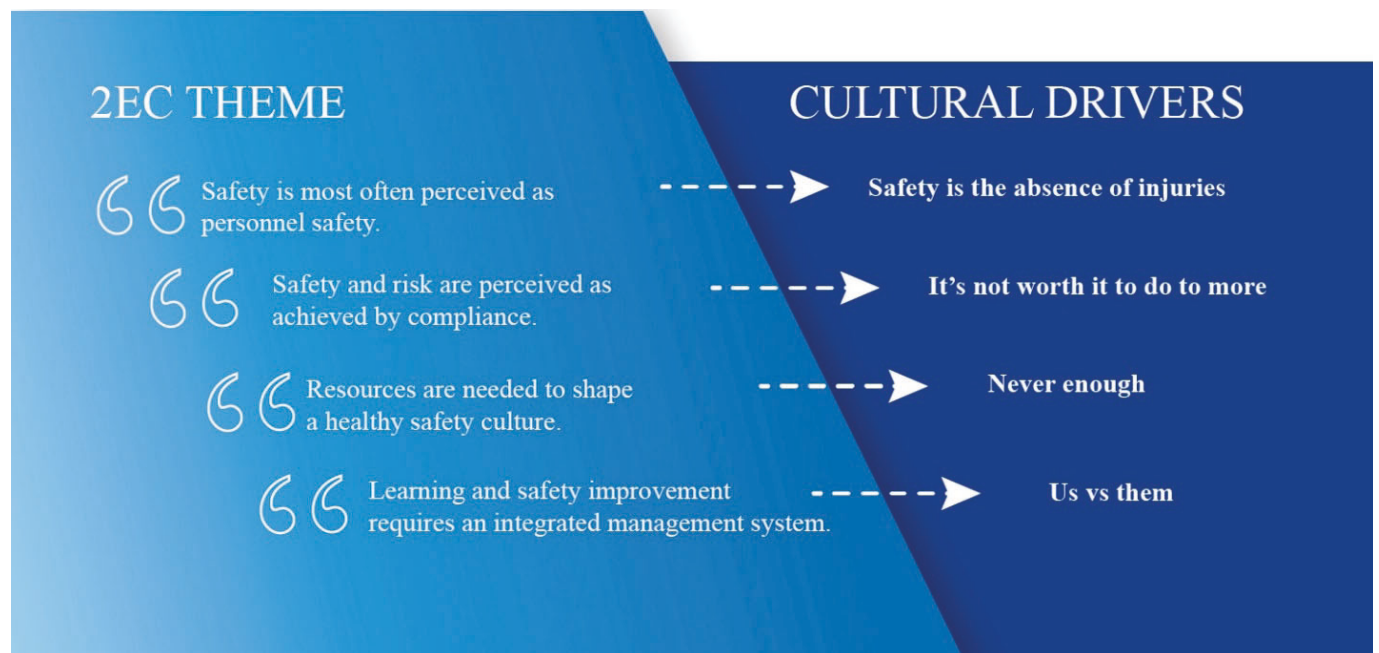 2EC THEME
CULTURAL DRIVERS
Safety is most often perceived as
personnel safety.
Safety is the absence of injuries
Safety and risk are perceived as
achieved by compliance.
It’s not worth it to do to more
Resources are needed to shape
a healthy safety culture.
Never enough
Learning and safety improvement
requires an integrated management system.
Us vs them